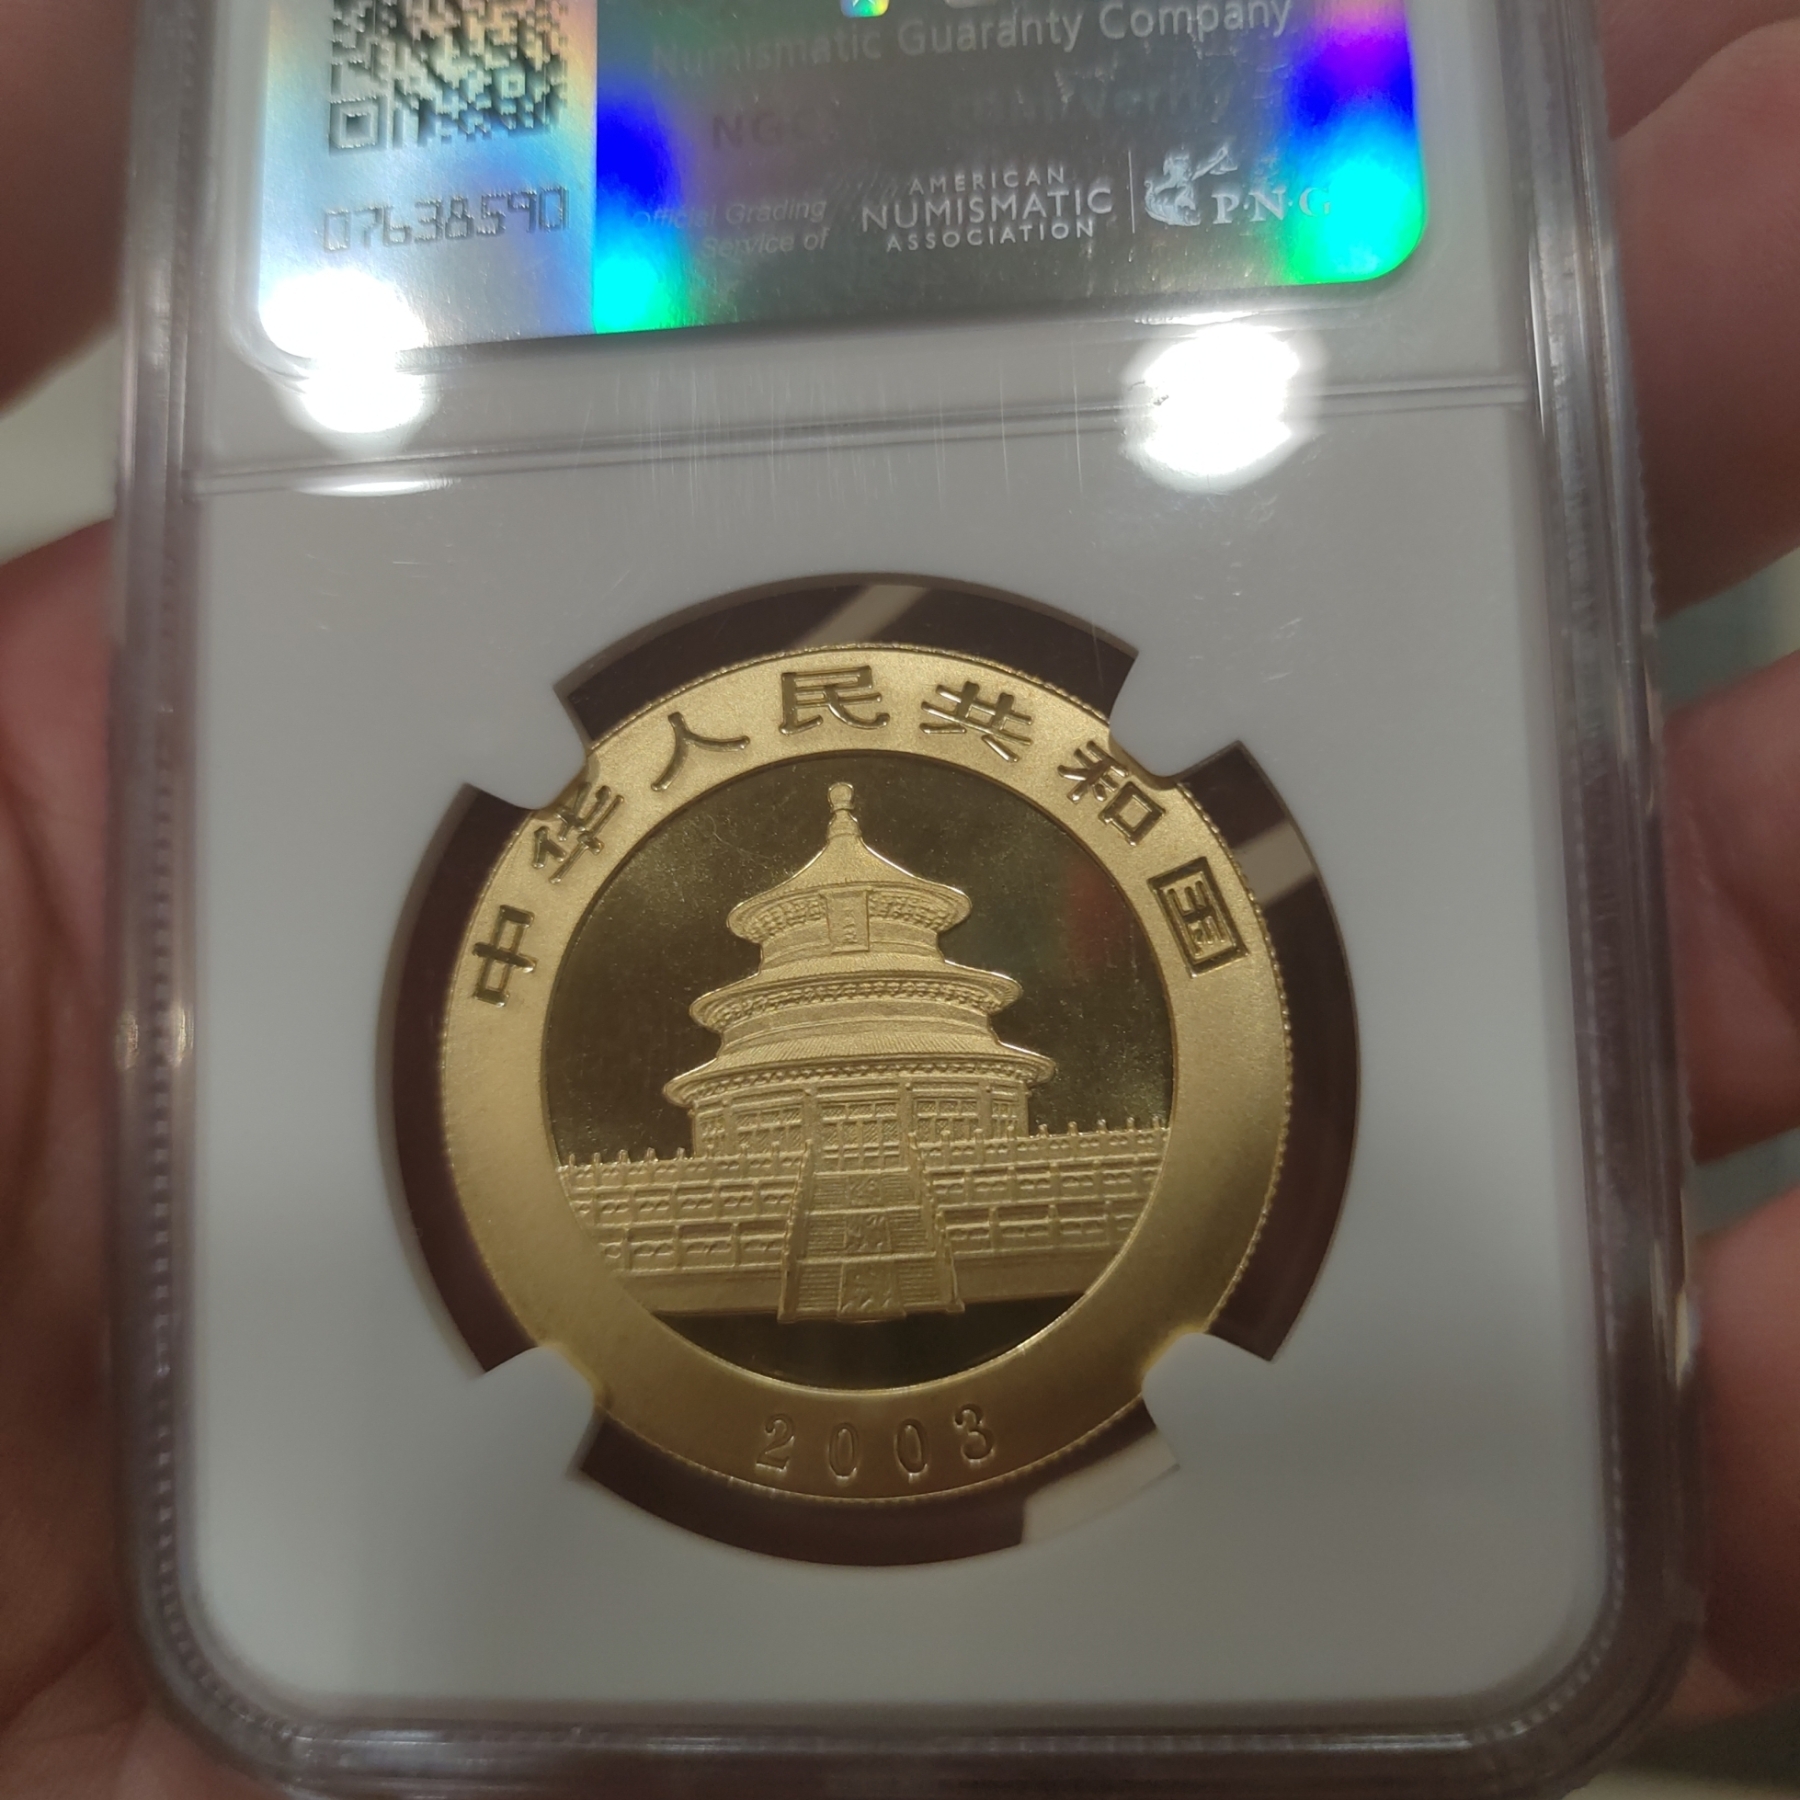 Numismatic Guaranty Company
07638590
Official Grading
Service of
AMERICAN
NUMISMATIC
ASSOCIATION
P·N·G
中华人民共和国
2003